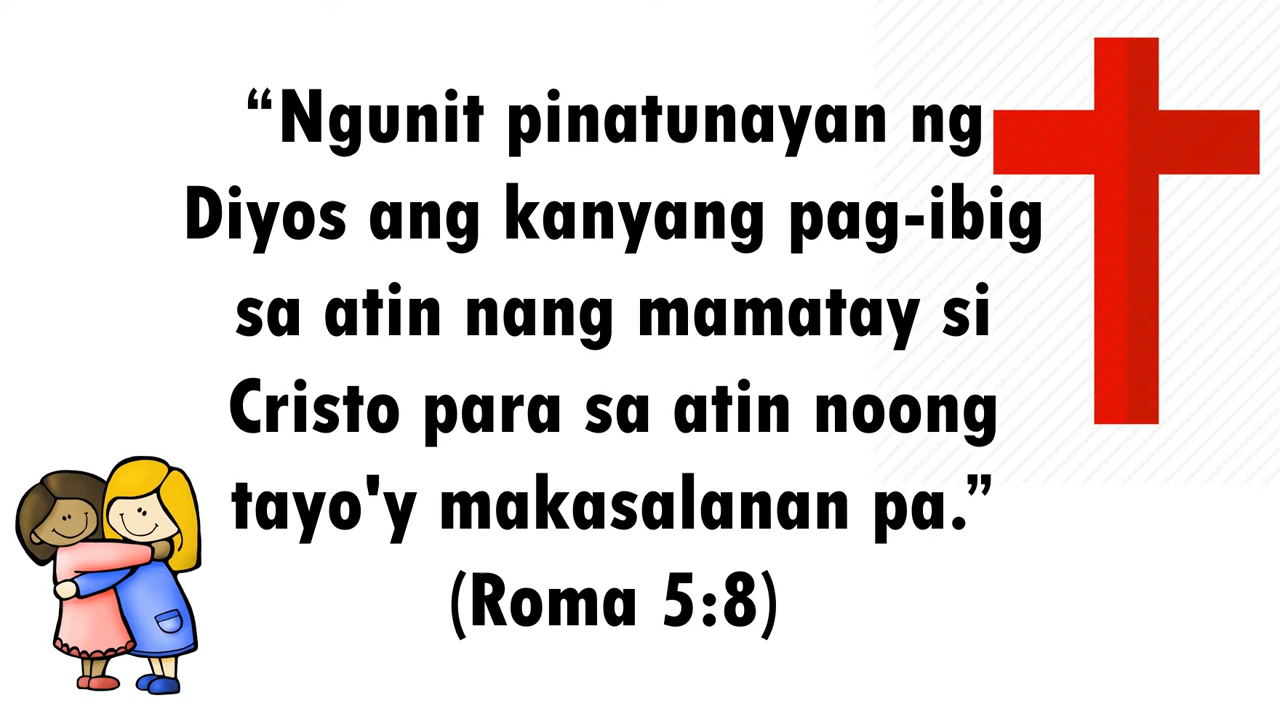 “Ngunit pinatunayan ng
Diyos ang kanyang pag-ibig
sa atin nang mamatay si
Cristo para sa atin noong
tayo'y makasalanan pa.”
(Roma 5:8)